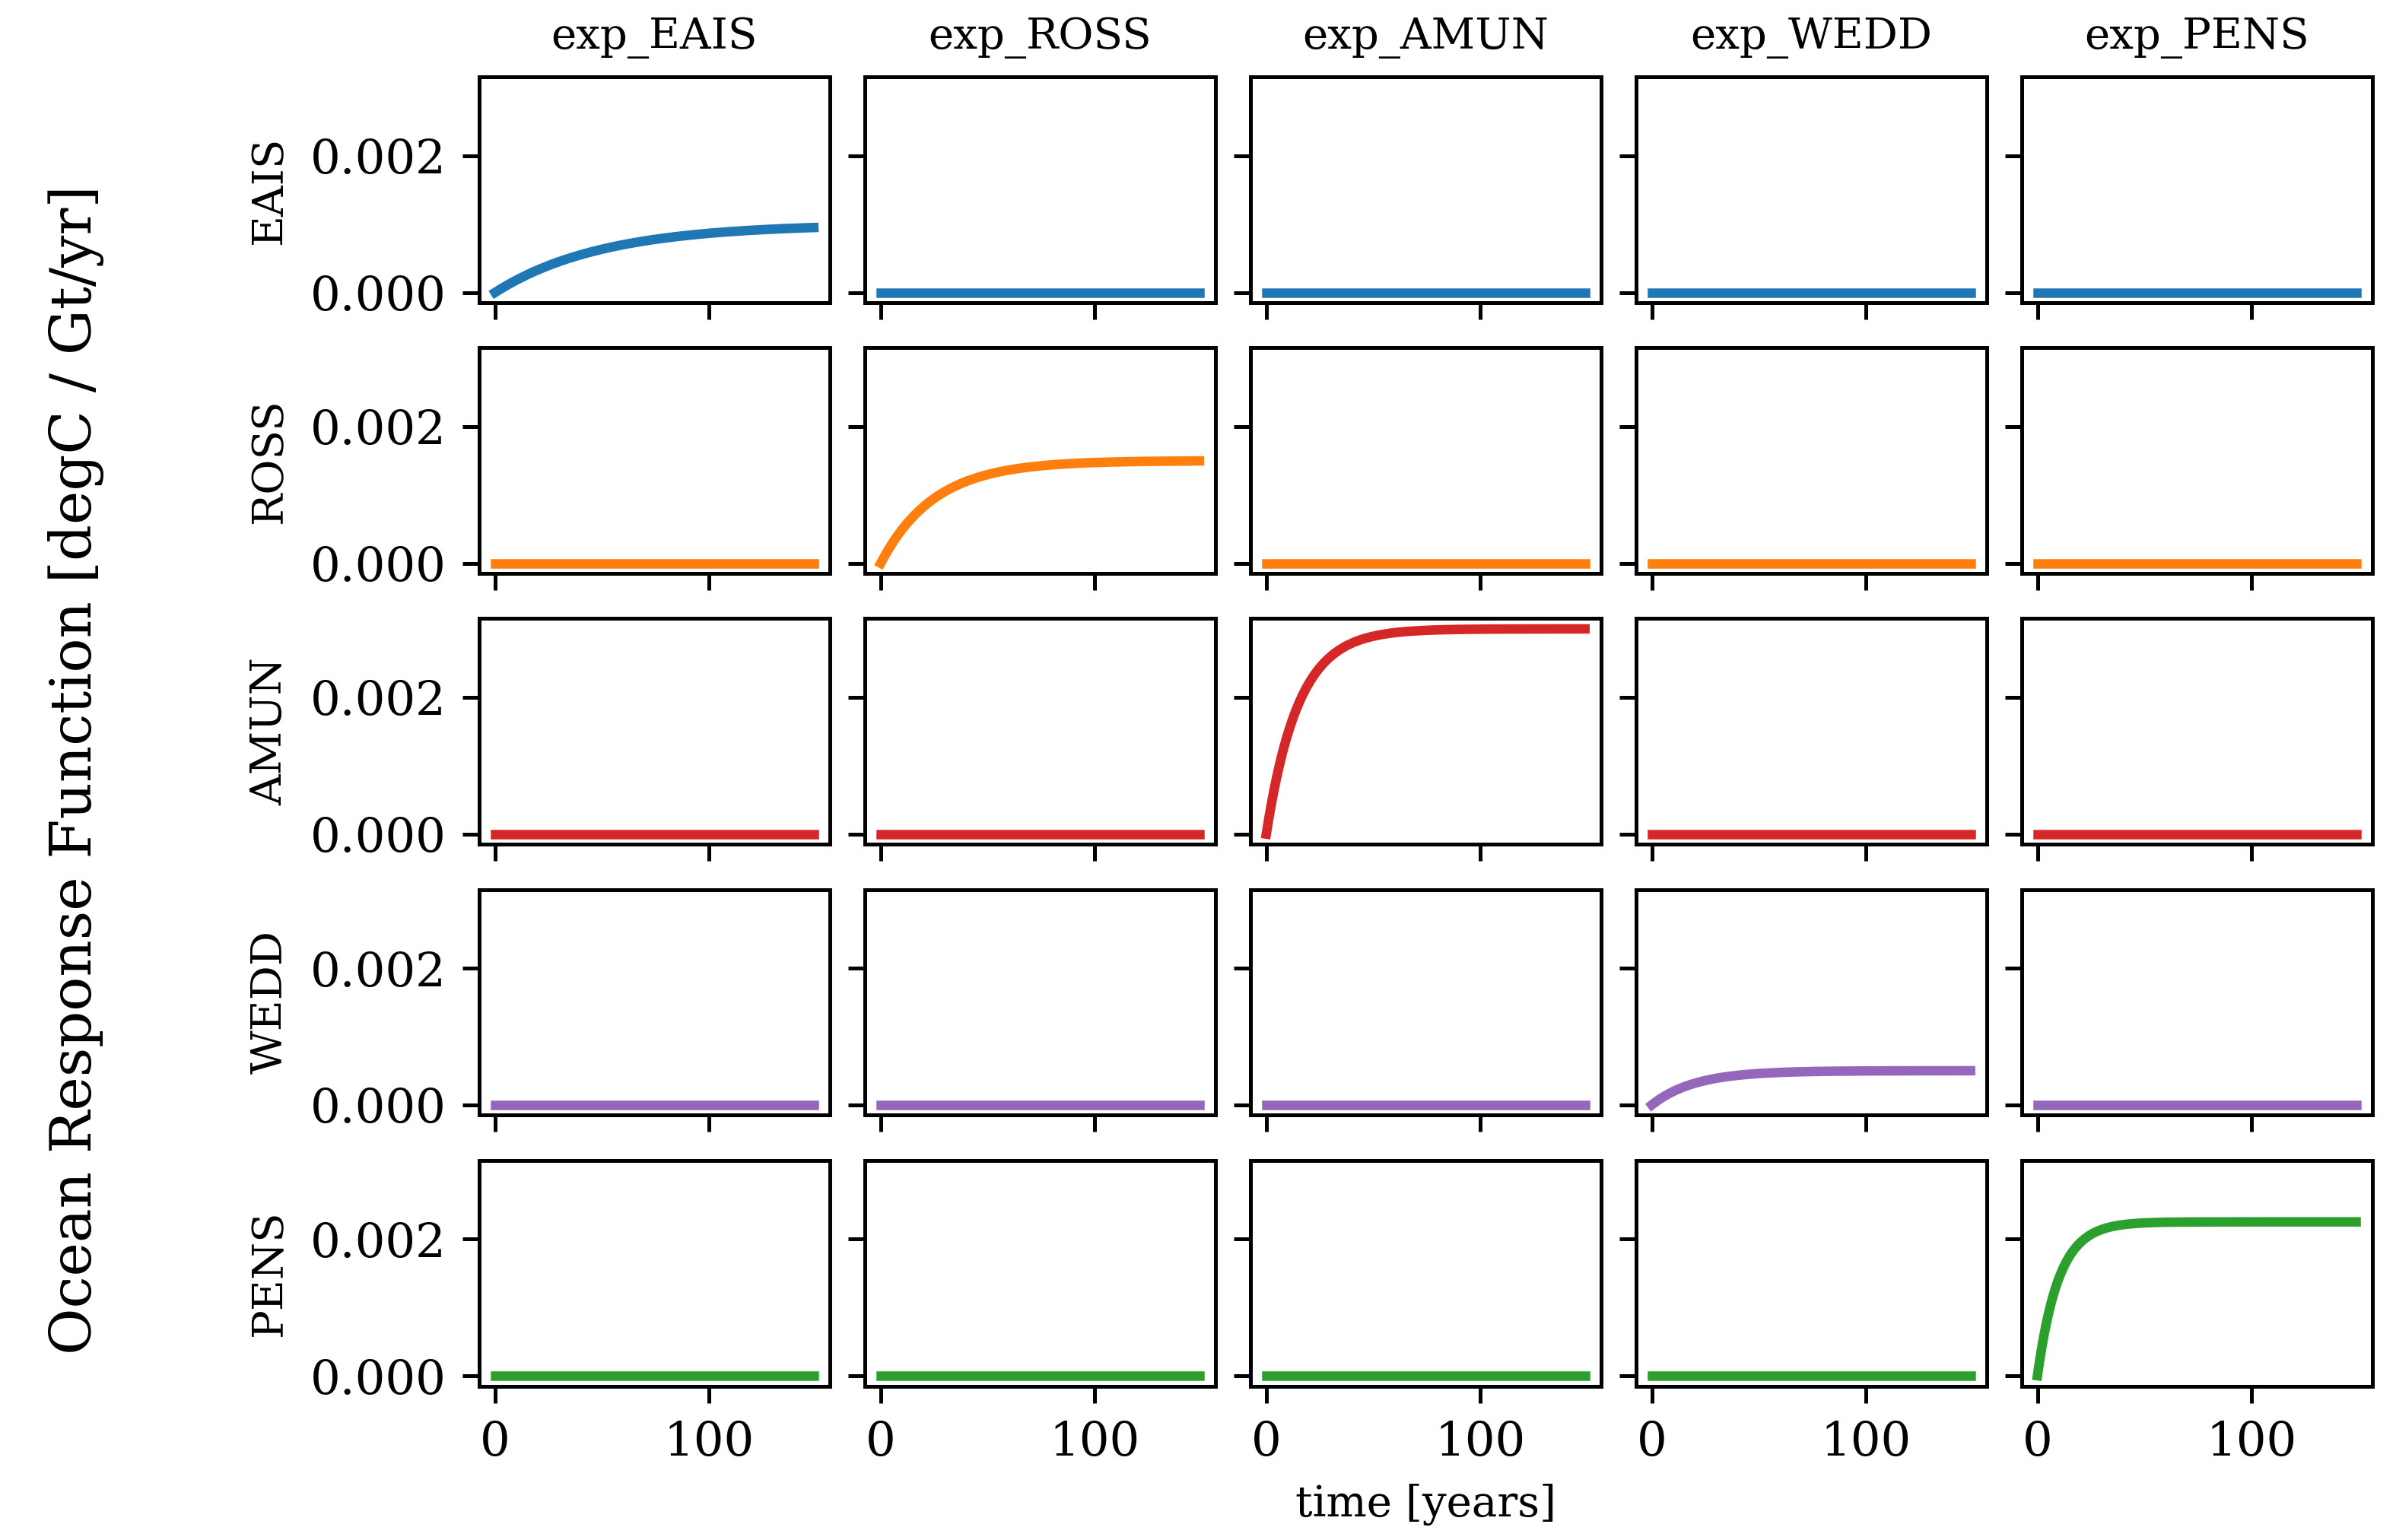 exp_EAIS exp_ROSS exp_AMUN exp_WEDD exp_PENS
Ocean Response Function [degC / Gt/yr]
EAIS
0.002
0.000
ROSS
0.002
0.000
AMUN
0.002
0.000
WEDD
0.002
0.000
PENS
0.002
0.000
0 100 0 100 0 100 0 100 0 100
time [years]